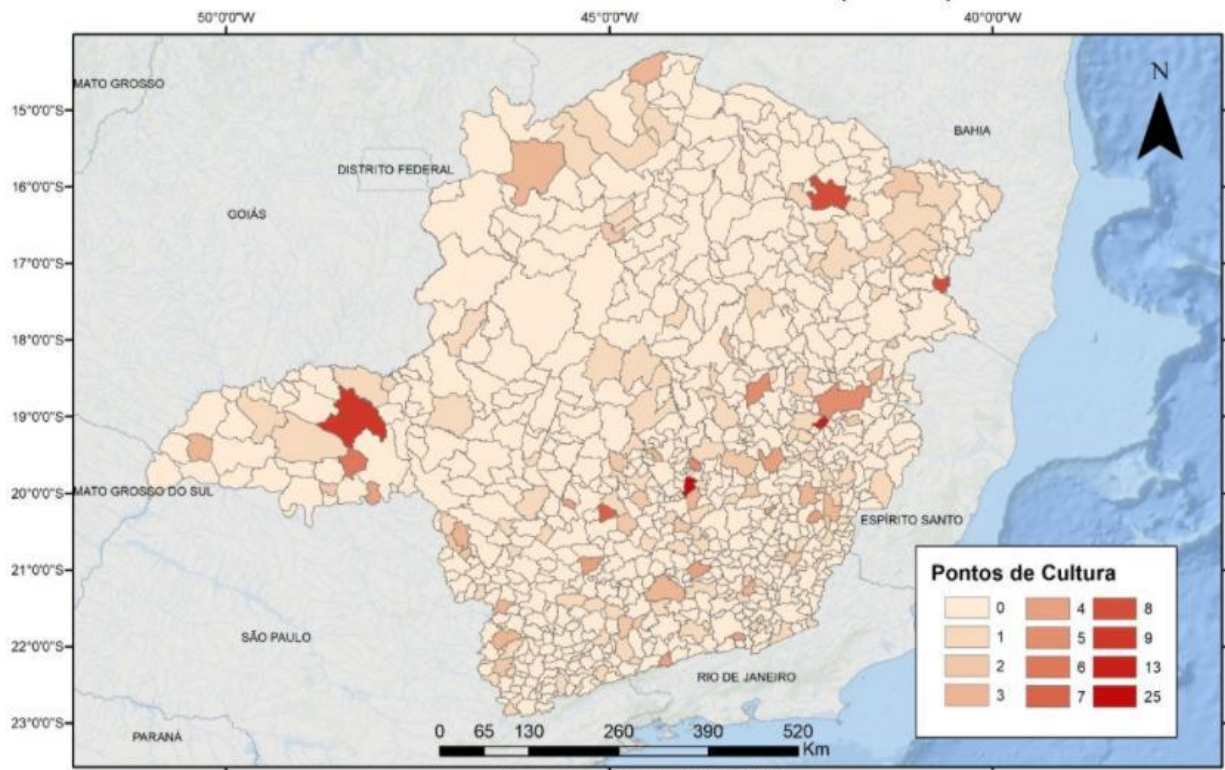 50°0'0"W 45°0'0"W 40°0'0"W
N
MATO GROSSO
15°0'0"S
BAHIA
DISTRITO FEDERAL
16°0'0"S
GOIÁS
17°0'0"S
18°0'0"S
19°0'0"S
MATO GROSSO DO SUL
20°0'0"S
ESPÍRITO SANTO
21°0'0"S
SÃO PAULO
22°0'0"S
RIO DE JANEIRO
23°0'0"S
PARANÁ
0 65 130 260 390 520
Km
Pontos de Cultura
0 4 8
1 5 9
2 6 13
3 7 25